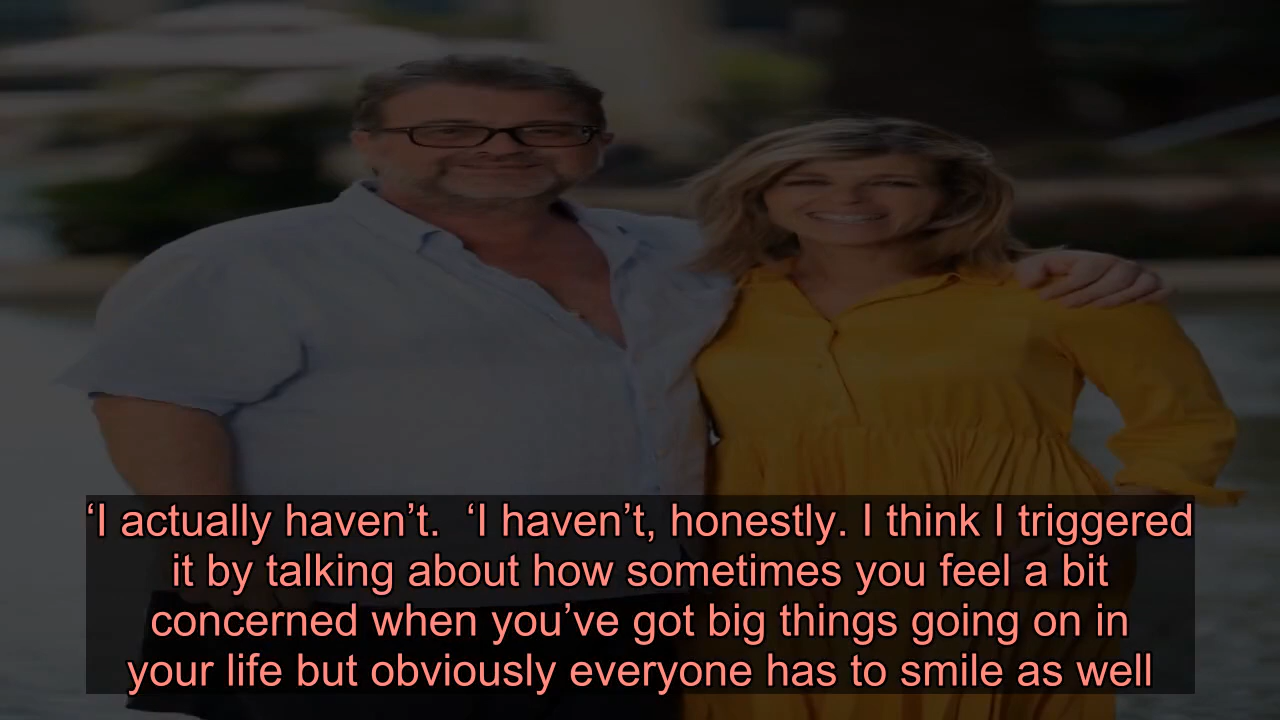 ‘I actually haven’t.  ‘I haven’t, honestly. I think I triggered
it by talking about how sometimes you feel a bit
concerned when you’ve got big things going on in
your life but obviously everyone has to smile as well